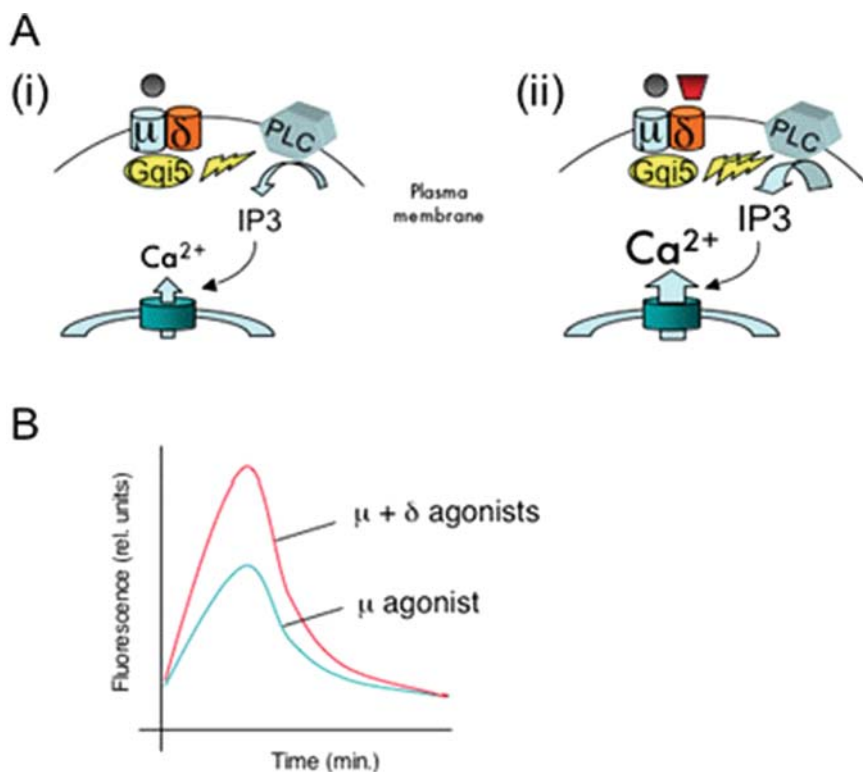 A
(i)
(ii)
μ δ
PLC
Gqi5
IP3
Ca²⁺
Plasma
membrane
μ δ
PLC
Gqi5
IP3
Ca²⁺
B
Fluorescence (rel. units)
μ + δ agonists
μ agonist
Time (min.)